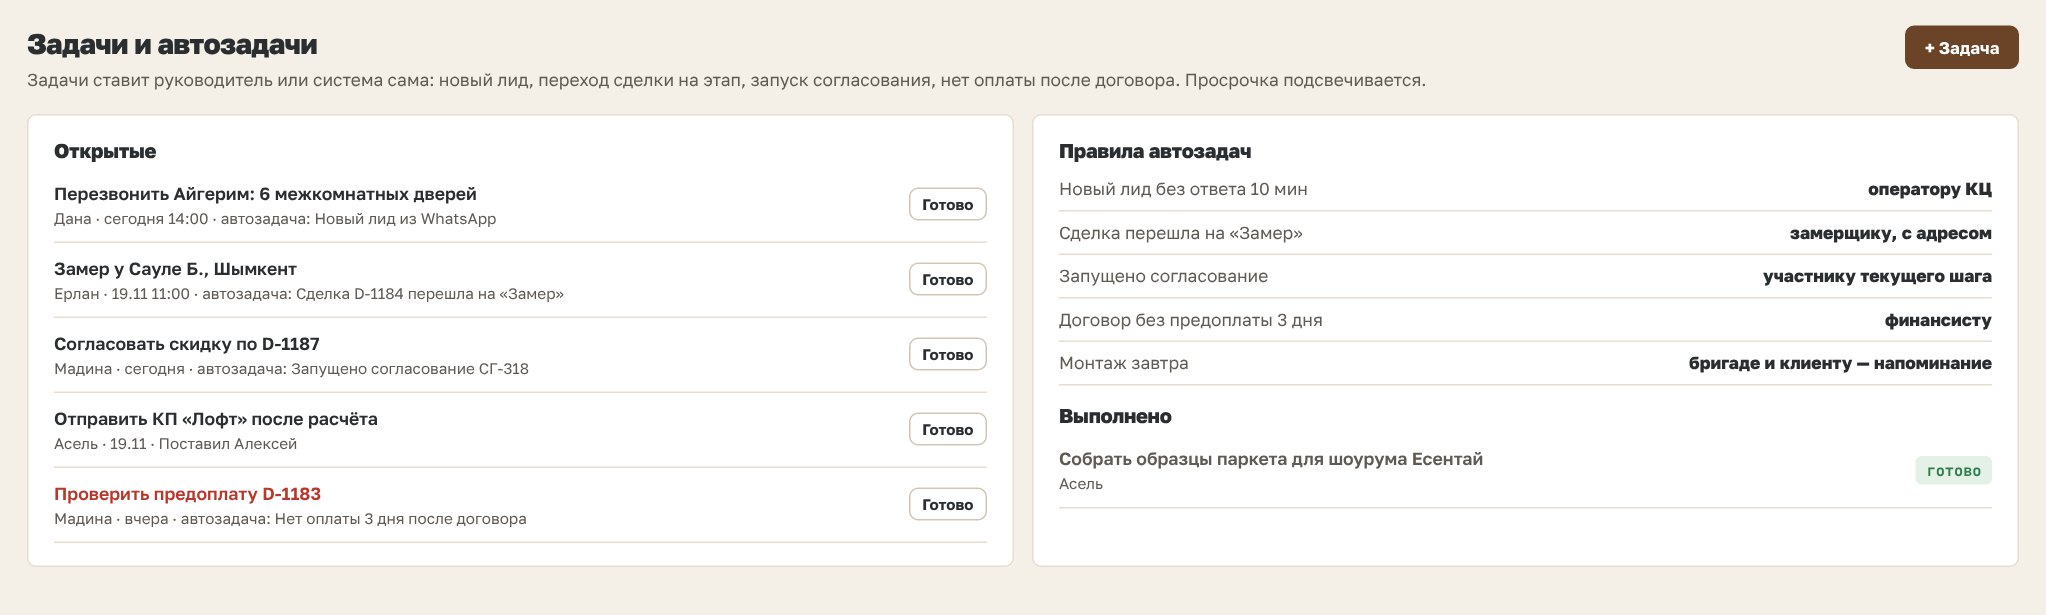 Задачи и автозадачи
+ Задача
Задачи ставит руководитель или система сама: новый лид, переход сделки на этап, запуск согласования, нет оплаты после договора. Просрочка подсвечивается.
Открытые
Перезвонить Айгерим: 6 межкомнатных дверей
Дана · сегодня 14:00 · автозадача: Новый лид из WhatsApp
Готово
Замер у Сауле Б., Шымкент
Ерлан · 19.11 11:00 · автозадача: Сделка D-1184 перешла на «Замер»
Готово
Согласовать скидку по D-1187
Мадина · сегодня · автозадача: Запущено согласование СГ-318
Готово
Отправить КП «Лофт» после расчёта
Асель · 19.11 · Поставил Алексей
Готово
Проверить предоплату D-1183
Мадина · вчера · автозадача: Нет оплаты 3 дня после договора
Готово
Правила автозадач
Новый лид без ответа 10 мин
оператору КЦ
Сделка перешла на «Замер»
замерщику, с адресом
Запущено согласование
участнику текущего шага
Договор без предоплаты 3 дня
финансисту
Монтаж завтра
бригаде и клиенту — напоминание
Выполнено
Собрать образцы паркета для шоурума Есентай
Асель
ГОТОВО